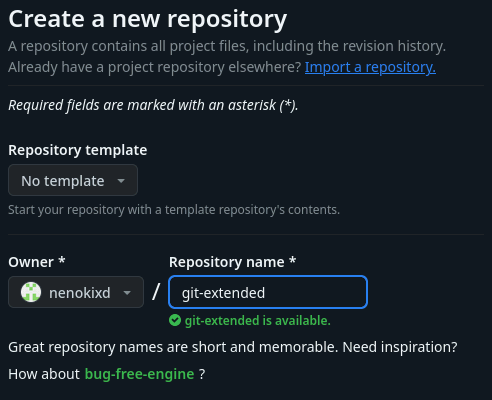 Create a new repository
A repository contains all project files, including the revision history.
Already have a project repository elsewhere? Import a repository.
Required fields are marked with an asterisk (*).
Repository template
No template
Start your repository with a template repository's contents.
Owner * Repository name *
nenokixd / git-extended
git-extended is available.
Great repository names are short and memorable. Need inspiration?
How about bug-free-engine ?